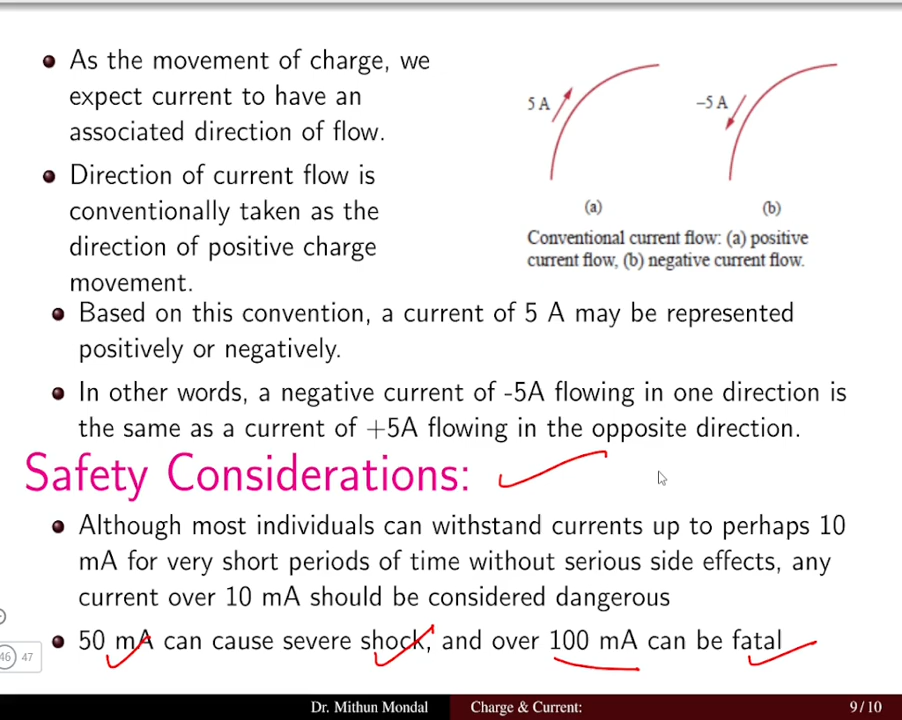 ● As the movement of charge, we
expect current to have an
associated direction of flow.
● Direction of current flow is
conventionally taken as the
direction of positive charge
movement.
5 A
−5 A
(a)
(b)
Conventional current flow: (a) positive
current flow, (b) negative current flow.
● Based on this convention, a current of 5 A may be represented
positively or negatively.
● In other words, a negative current of -5A flowing in one direction is
the same as a current of +5A flowing in the opposite direction.
Safety Considerations:
● Although most individuals can withstand currents up to perhaps 10
mA for very short periods of time without serious side effects, any
current over 10 mA should be considered dangerous
● 50 mA can cause severe shock, and over 100 mA can be fatal
46 47
Dr. Mithun Mondal Charge & Current: 9 / 10